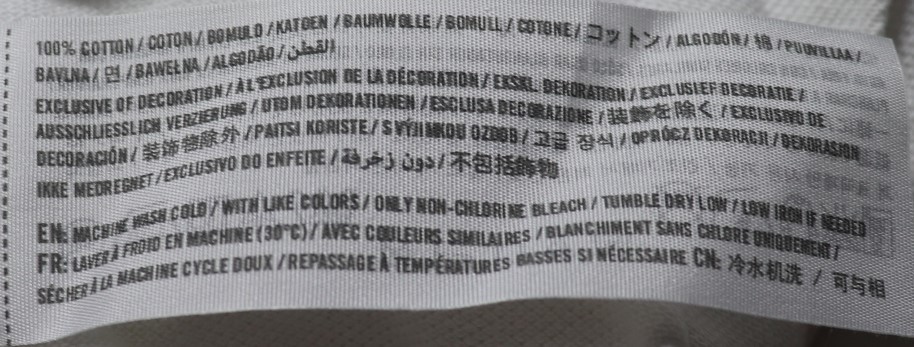 100% COTTON / COTON / BOMULD / KATOEN / BAUMWOLLE / BOMULL / COTONE / コットン / ALGODÓN / 棉 / PUUVILLAA /
BAVLNA / 면 / BAWEŁNA / ALGODÃO / القطن
EXCLUSIVE OF DECORATION / À L'EXCLUSION DE LA DÉCORATION / EKSKL. DEKORATION / EXCLUSIEF DECORATIE /
AUSSCHLIESSLICH VERZIERUNG / UTOM DEKORATIONEN / ESCLUSA DECORAZIONE / 装飾を除く / EXCLUSIVO DE
DECORACIÓN / 装飾物除外 / PAITSI KORISTE / S VÝJIMKOU OZDOB / 고급 장식 / OPRÓCZ DEKORACJI / DEKORASJON
IKKE MEDREGNET / EXCLUSIVO DO ENFEITE / دون زخرفة / 不包括飾物
EN: MACHINE WASH COLD / WITH LIKE COLORS / ONLY NON-CHLORINE BLEACH / TUMBLE DRY LOW / LOW IRON IF NEEDED
FR: LAVER À FROID EN MACHINE (30°C) / AVEC COULEURS SIMILAIRES / BLANCHIMENT SANS CHLORE UNIQUEMENT /
SÉCHER À LA MACHINE CYCLE DOUX / REPASSAGE À TEMPÉRATURES BASSES SI NÉCESSAIRE CN: 冷水机洗 / 可与相